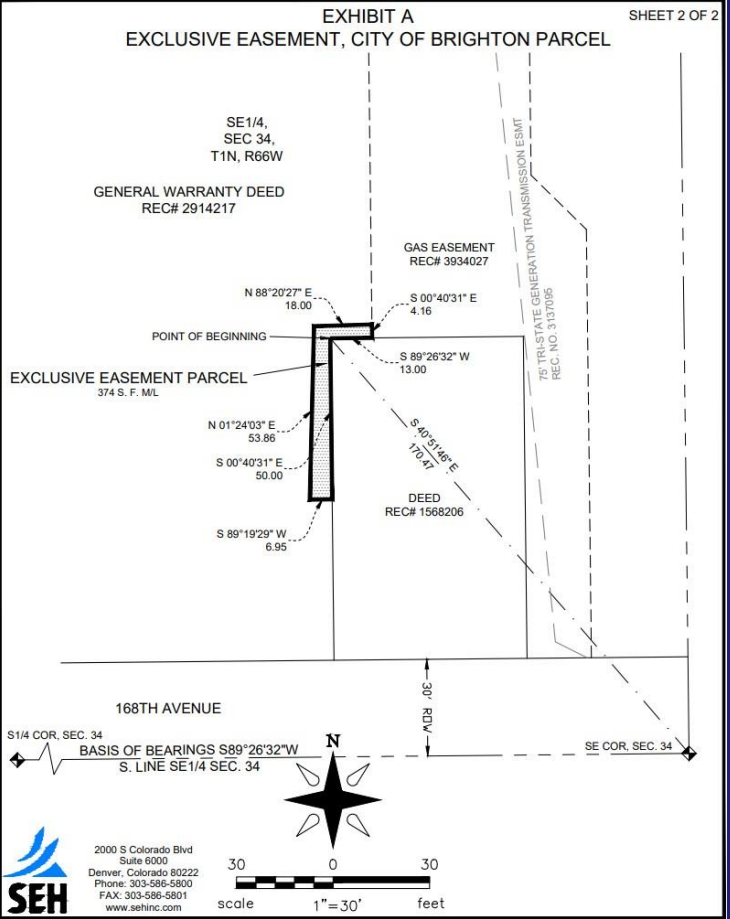 EXHIBIT A
SHEET 2 OF 2
EXCLUSIVE EASEMENT, CITY OF BRIGHTON PARCEL
SE1/4,
SEC 34,
T1N, R66W
GENERAL WARRANTY DEED
REC# 2914217
75' TRI-STATE GENERATION TRANSMISSION ESMT
REC. NO. 3137095
GAS EASEMENT
REC# 3934027
N 88°20'27" E
18.00
S 00°40'31" E
4.16
POINT OF BEGINNING
S 89°26'32" W
13.00
EXCLUSIVE EASEMENT PARCEL
374 S. F. M/L
N 01°24'03" E
53.86
S 40°51'46" E
170.47
S 00°40'31" E
50.00
DEED
REC# 1568206
S 89°19'29" W
6.95
168TH AVENUE
30' ROW
S1/4 COR, SEC. 34
BASIS OF BEARINGS S89°26'32"W
S. LINE SE1/4 SEC. 34
SE COR, SEC. 34
N
SEH
2000 S Colorado Blvd
Suite 6000
Denver, Colorado 80222
Phone: 303-586-5800
FAX: 303-586-5801
www.sehinc.com
30 0 30
scale 1"=30' feet